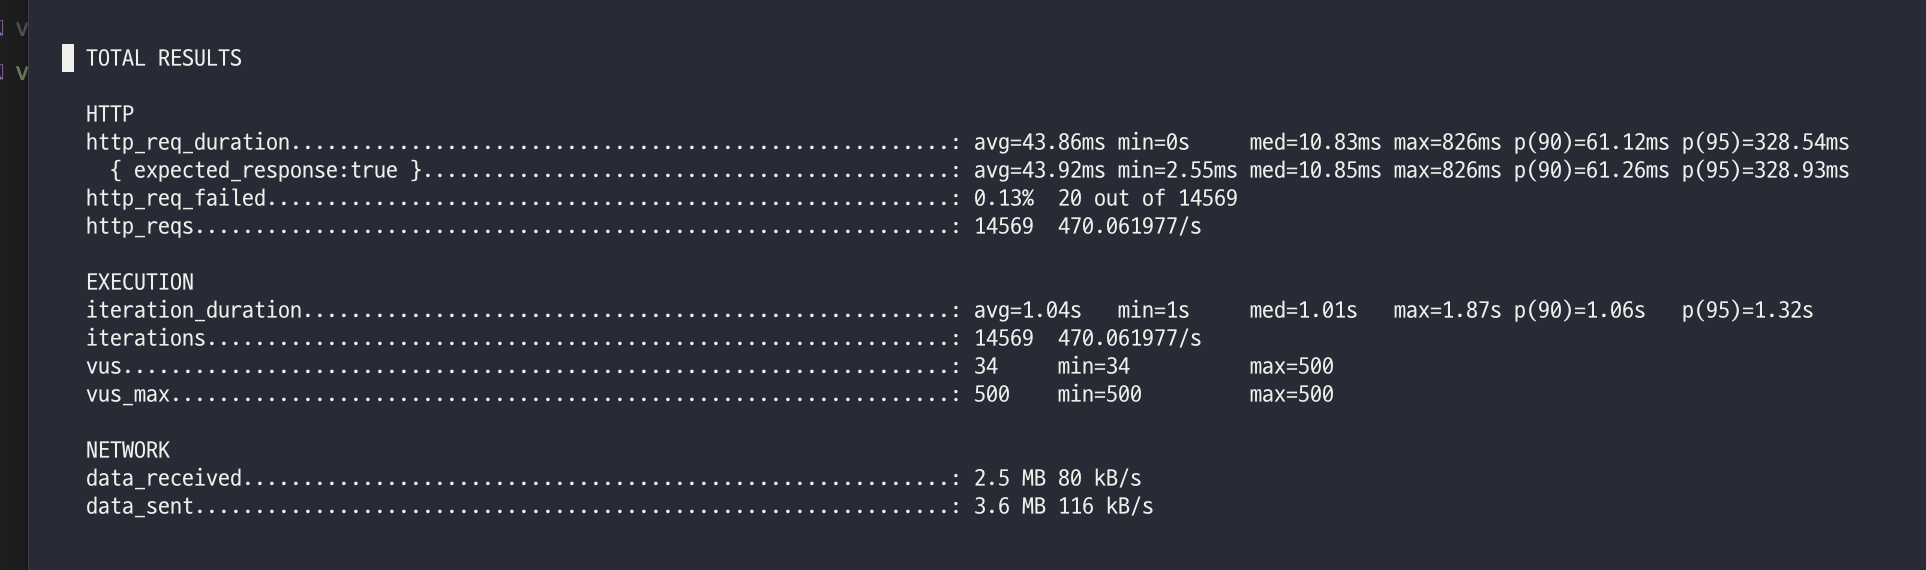 TOTAL RESULTS
HTTP
http_req_duration.......................................................: avg=43.86ms min=0s     med=10.83ms max=826ms p(90)=61.12ms p(95)=328.54ms
  { expected_response:true }............................................: avg=43.92ms min=2.55ms med=10.85ms max=826ms p(90)=61.26ms p(95)=328.93ms
http_req_failed.........................................................: 0.13%  20 out of 14569
http_reqs...............................................................: 14569  470.061977/s
EXECUTION
iteration_duration......................................................: avg=1.04s   min=1s     med=1.01s   max=1.87s p(90)=1.06s   p(95)=1.32s
iterations..............................................................: 14569  470.061977/s
vus.....................................................................: 34     min=34          max=500
vus_max.................................................................: 500    min=500         max=500
NETWORK
data_received...........................................................: 2.5 MB 80 kB/s
data_sent...............................................................: 3.6 MB 116 kB/s